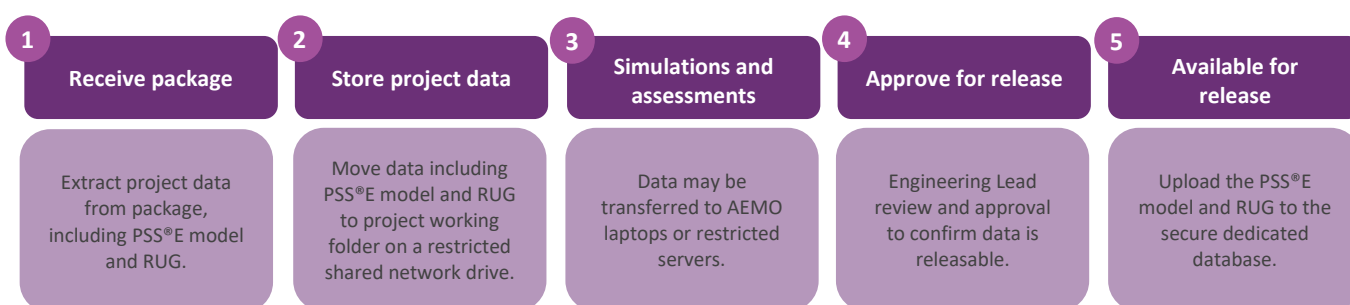 1
Receive package
Extract project data
from package,
including PSS®E model
and RUG.
2
Store project data
Move data including
PSS®E model and RUG
to project working
folder on a restricted
shared network drive.
3
Simulations and
assessments
Data may be
transferred to AEMO
laptops or restricted
servers.
4
Approve for release
Engineering Lead
review and approval
to confirm data is
releasable.
5
Available for
release
Upload the PSS®E
model and RUG to the
secure dedicated
database.